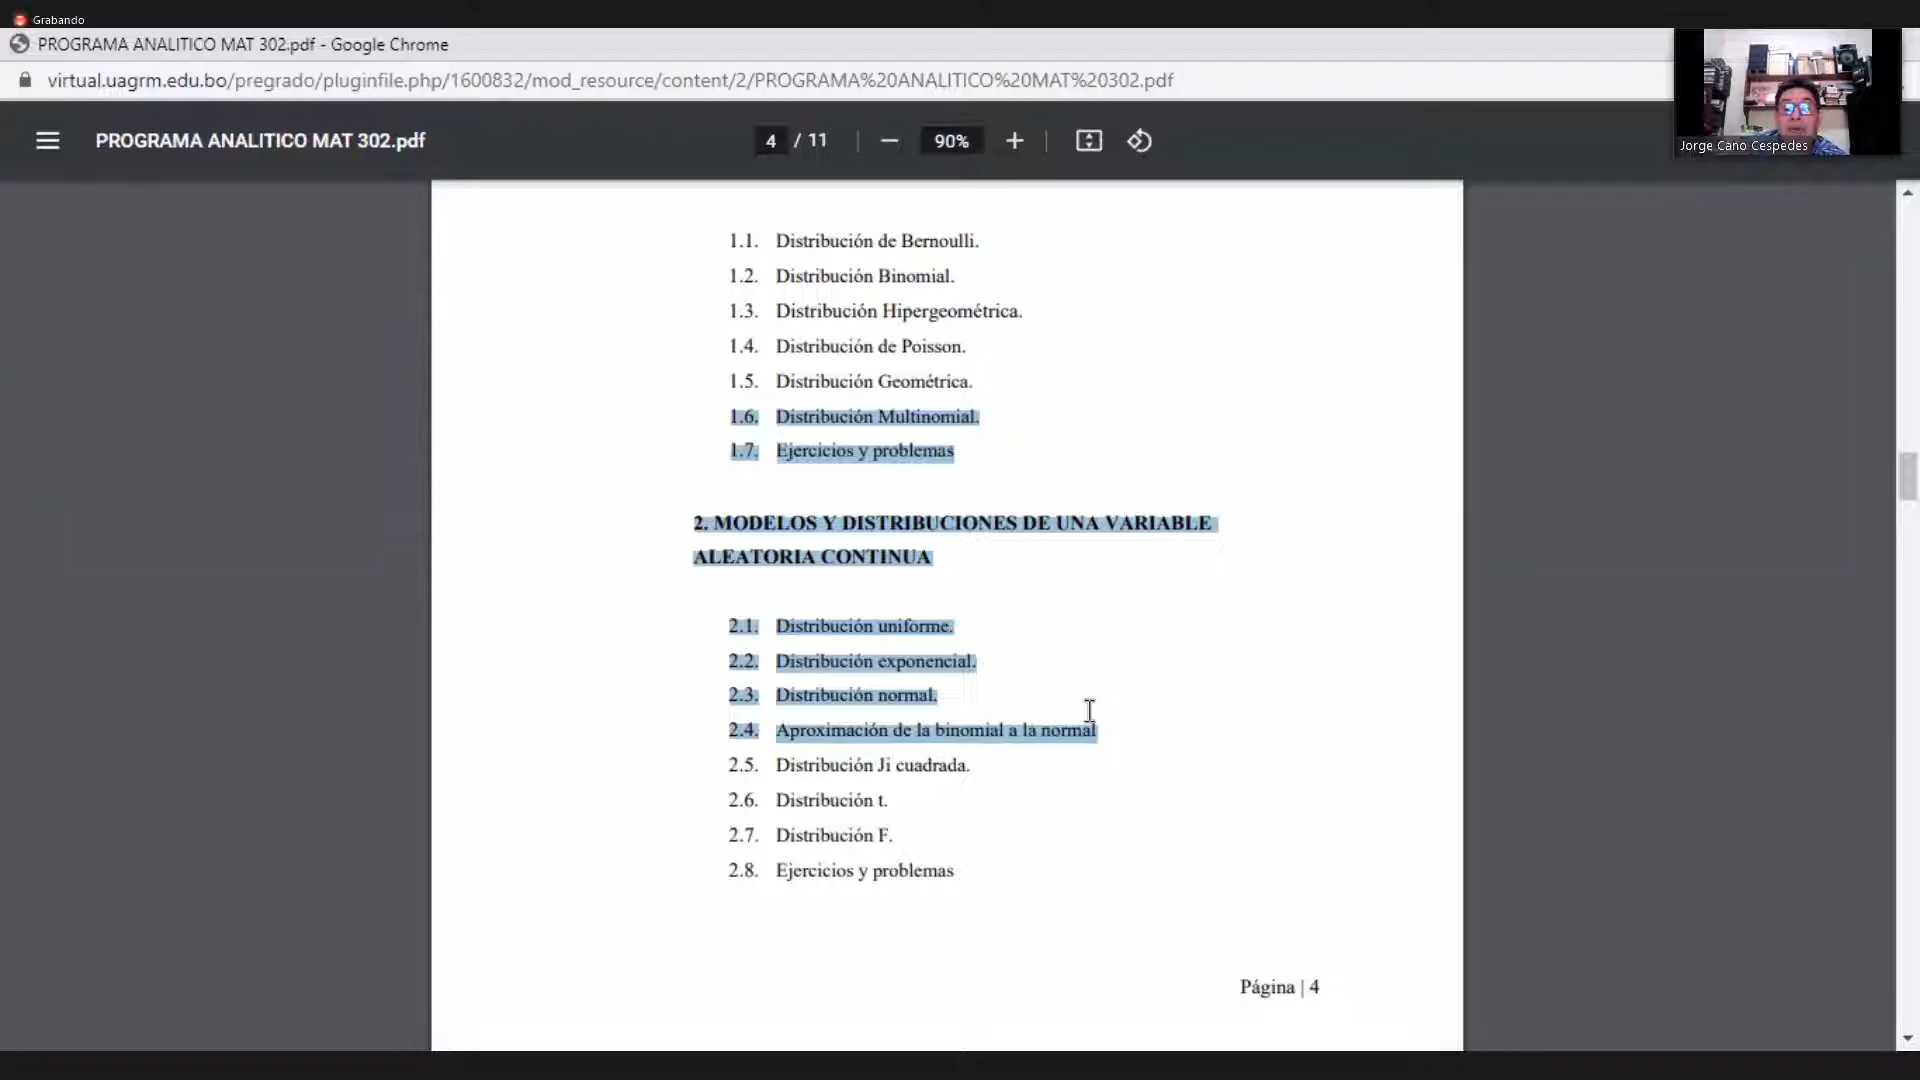 Grabando
PROGRAMA ANALITICO MAT 302.pdf - Google Chrome
virtual.uagrm.edu.bo/pregrado/pluginfile.php/1600832/mod_resource/content/2/PROGRAMA%20ANALITICO%20MAT%20302.pdf
PROGRAMA ANALITICO MAT 302.pdf
4 / 11
90%
Jorge Cano Cespedes
1.1. Distribución de Bernoulli.
1.2. Distribución Binomial.
1.3. Distribución Hipergeométrica.
1.4. Distribución de Poisson.
1.5. Distribución Geométrica.
1.6. Distribución Multinomial.
1.7. Ejercicios y problemas
2. MODELOS Y DISTRIBUCIONES DE UNA VARIABLE
ALEATORIA CONTINUA
2.1. Distribución uniforme.
2.2. Distribución exponencial.
2.3. Distribución normal.
2.4. Aproximación de la binomial a la normal
2.5. Distribución Ji cuadrada.
2.6. Distribución t.
2.7. Distribución F.
2.8. Ejercicios y problemas
Página | 4